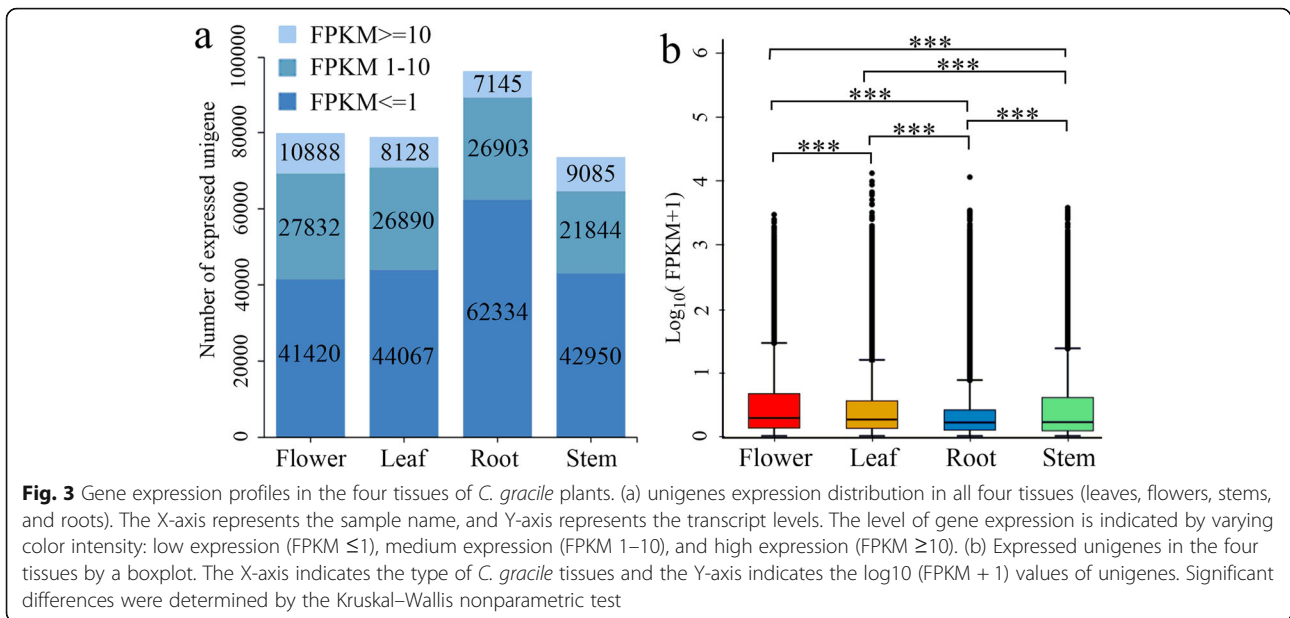 a
FPKM>=10
FPKM 1-10
FPKM<=1
Number of expressed unigene
0
20000
40000
60000
80000
100000
10888
27832
41420
8128
26890
44067
7145
26903
62334
9085
21844
42950
Flower Leaf Root Stem
b
Log10( FPKM+1)
0
1
2
3
4
5
6
***
***
***
***
***
***
Flower Leaf Root Stem
Fig. 3 Gene expression profiles in the four tissues of C. gracile plants. (a) unigenes expression distribution in all four tissues (leaves, flowers, stems,
and roots). The X-axis represents the sample name, and Y-axis represents the transcript levels. The level of gene expression is indicated by varying
color intensity: low expression (FPKM ≤1), medium expression (FPKM 1–10), and high expression (FPKM ≥10). (b) Expressed unigenes in the four
tissues by a boxplot. The X-axis indicates the type of C. gracile tissues and the Y-axis indicates the log10 (FPKM + 1) values of unigenes. Significant
differences were determined by the Kruskal–Wallis nonparametric test